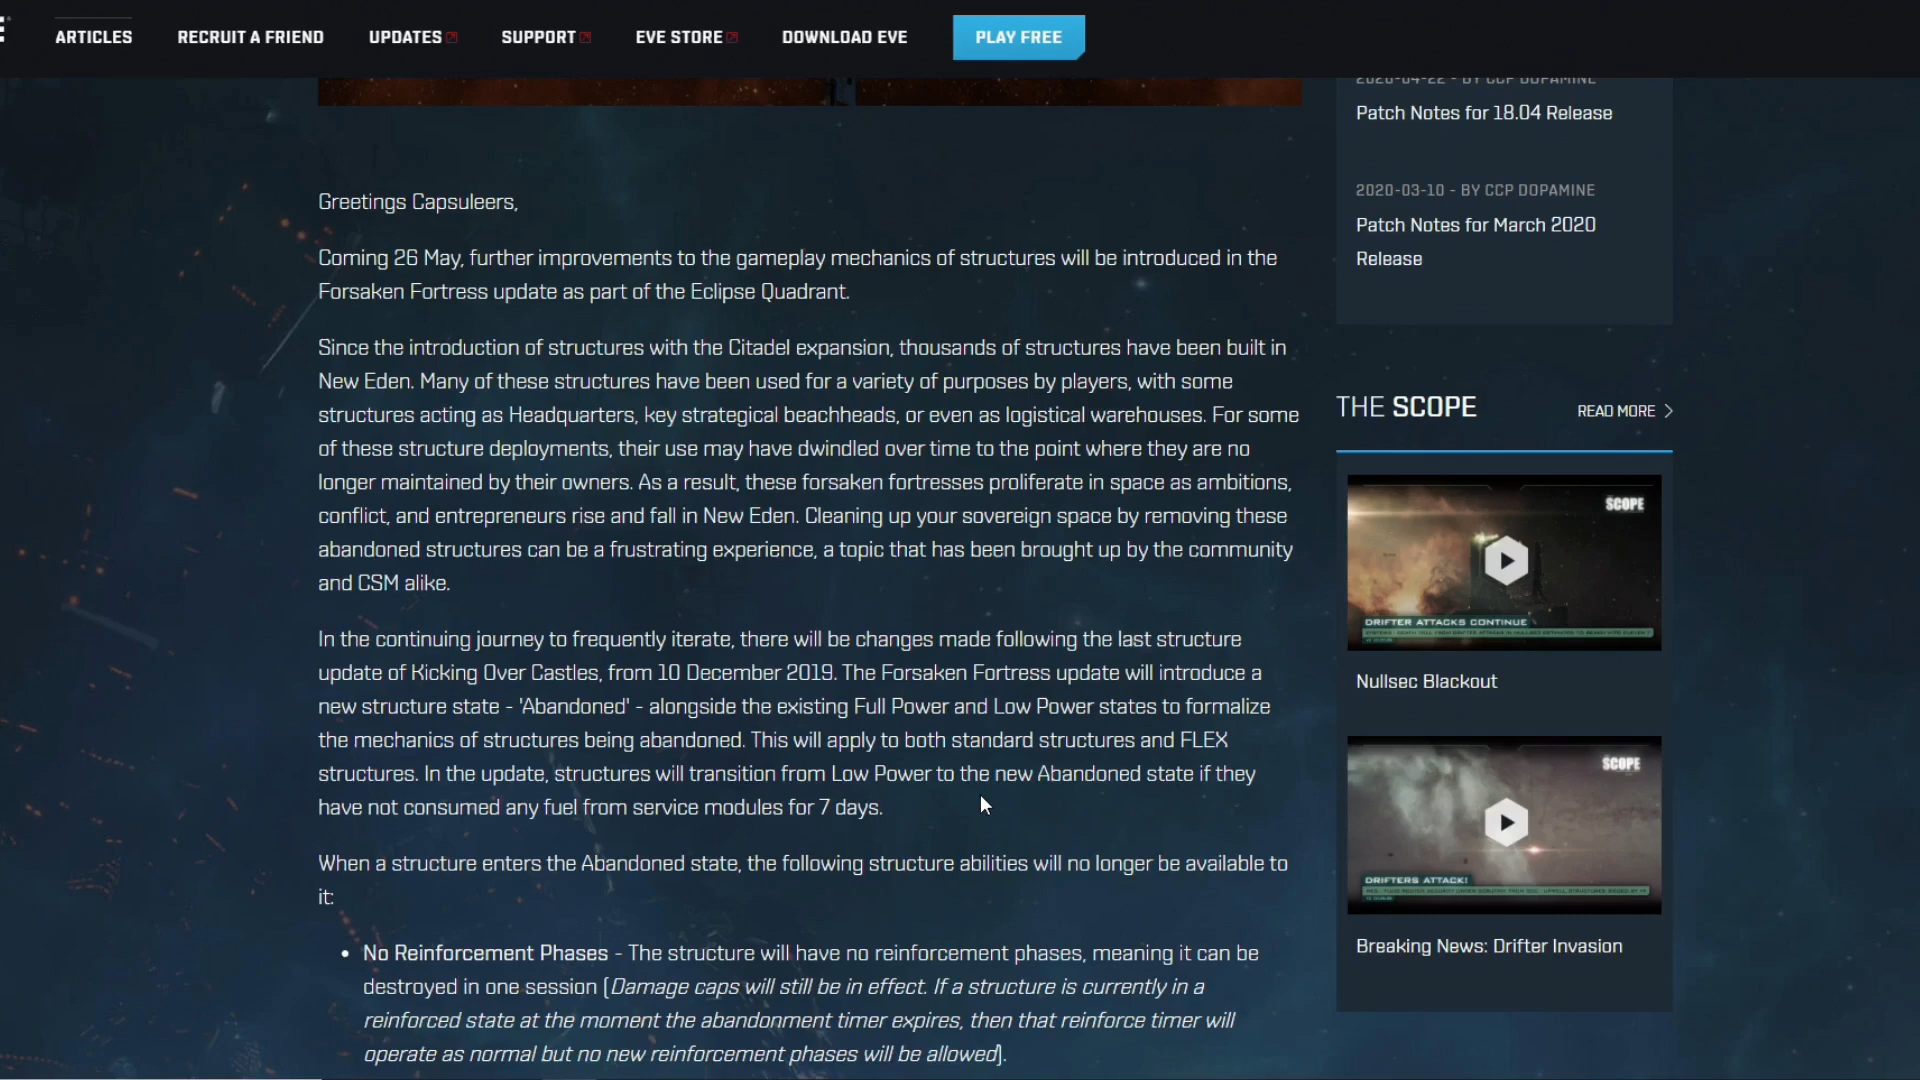 ARTICLES RECRUIT A FRIEND UPDATES SUPPORT EVE STORE DOWNLOAD EVE PLAY FREE
Greetings Capsuleers,
Coming 26 May, further improvements to the gameplay mechanics of structures will be introduced in the
Forsaken Fortress update as part of the Eclipse Quadrant.
Since the introduction of structures with the Citadel expansion, thousands of structures have been built in
New Eden. Many of these structures have been used for a variety of purposes by players, with some
structures acting as Headquarters, key strategical beachheads, or even as logistical warehouses. For some
of these structure deployments, their use may have dwindled over time to the point where they are no
longer maintained by their owners. As a result, these forsaken fortresses proliferate in space as ambitions,
conflict, and entrepreneurs rise and fall in New Eden. Cleaning up your sovereign space by removing these
abandoned structures can be a frustrating experience, a topic that has been brought up by the community
and CSM alike.
In the continuing journey to frequently iterate, there will be changes made following the last structure
update of Kicking Over Castles, from 10 December 2019. The Forsaken Fortress update will introduce a
new structure state - 'Abandoned' - alongside the existing Full Power and Low Power states to formalize
the mechanics of structures being abandoned. This will apply to both standard structures and FLEX
structures. In the update, structures will transition from Low Power to the new Abandoned state if they
have not consumed any fuel from service modules for 7 days.
When a structure enters the Abandoned state, the following structure abilities will no longer be available to
it:
• No Reinforcement Phases - The structure will have no reinforcement phases, meaning it can be
destroyed in one session (Damage caps will still be in effect. If a structure is currently in a
reinforced state at the moment the abandonment timer expires, then that reinforce timer will
operate as normal but no new reinforcement phases will be allowed).
2020-04-22 - BY CCP DOPAMINE
Patch Notes for 18.04 Release
2020-03-10 - BY CCP DOPAMINE
Patch Notes for March 2020
Release
THE SCOPE READ MORE
SCOPE
DRIFTER ATTACKS CONTINUE
Nullsec Blackout
SCOPE
DRIFTERS ATTACK!
Breaking News: Drifter Invasion